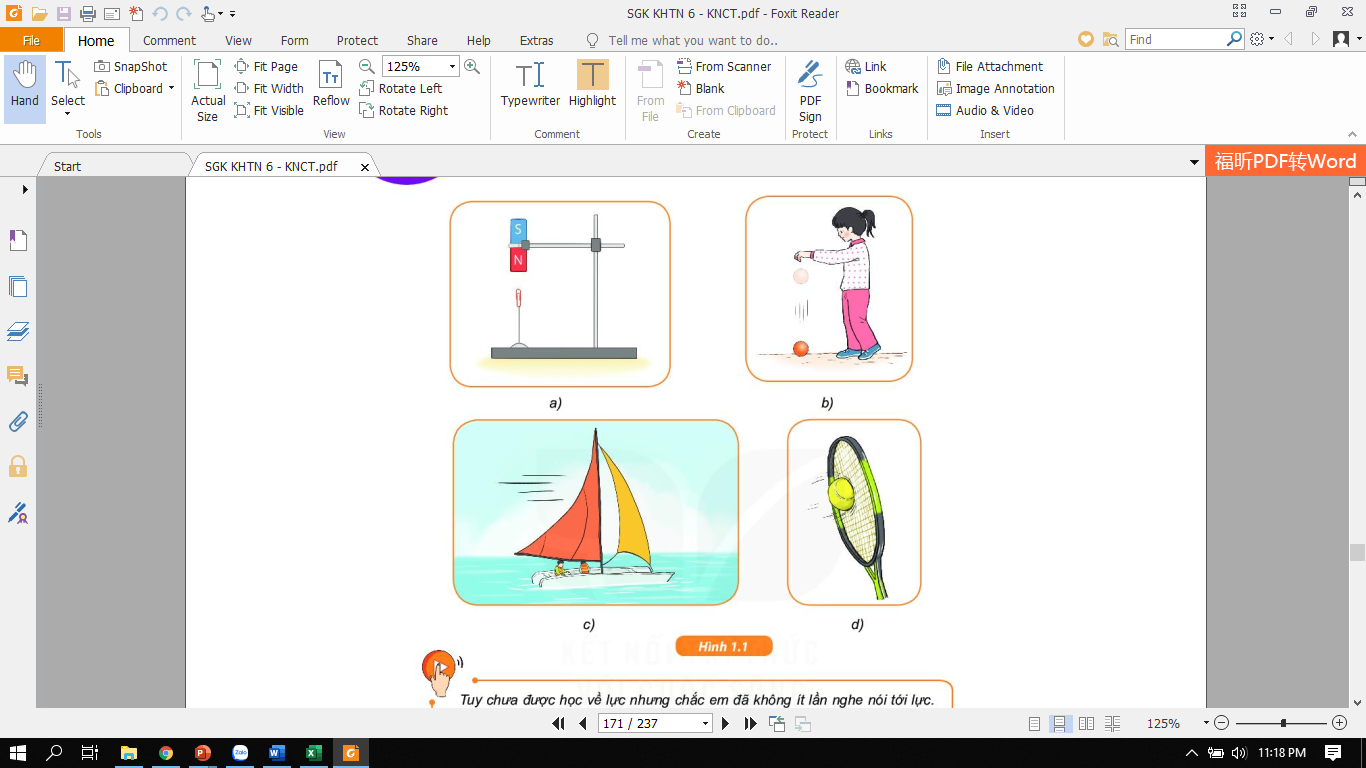 SGK KHTN 6 - KNCT.pdf - Foxit Reader
File Home Comment View Form Protect Share Help Extras Tell me what you want to do.. Find
Hand
Select
SnapShot
Clipboard
Tools
Actual Size
Fit Page
Fit Width
Fit Visible
Reflow
125%
Rotate Left
Rotate Right
View
Typewriter
Highlight
Comment
From File
From Scanner
Blank
From Clipboard
Create
PDF Sign
Protect
Link
Bookmark
Links
File Attachment
Image Annotation
Audio & Video
Insert
Start
SGK KHTN 6 - KNCT.pdf
福昕PDF转Word
S
N
a)
b)
c)
d)
Hình 1.1
Tuy chưa được học về lực nhưng chắc em đã không ít lần nghe nói tới lực.
171 / 237
125%
Zalo
11:18 PM